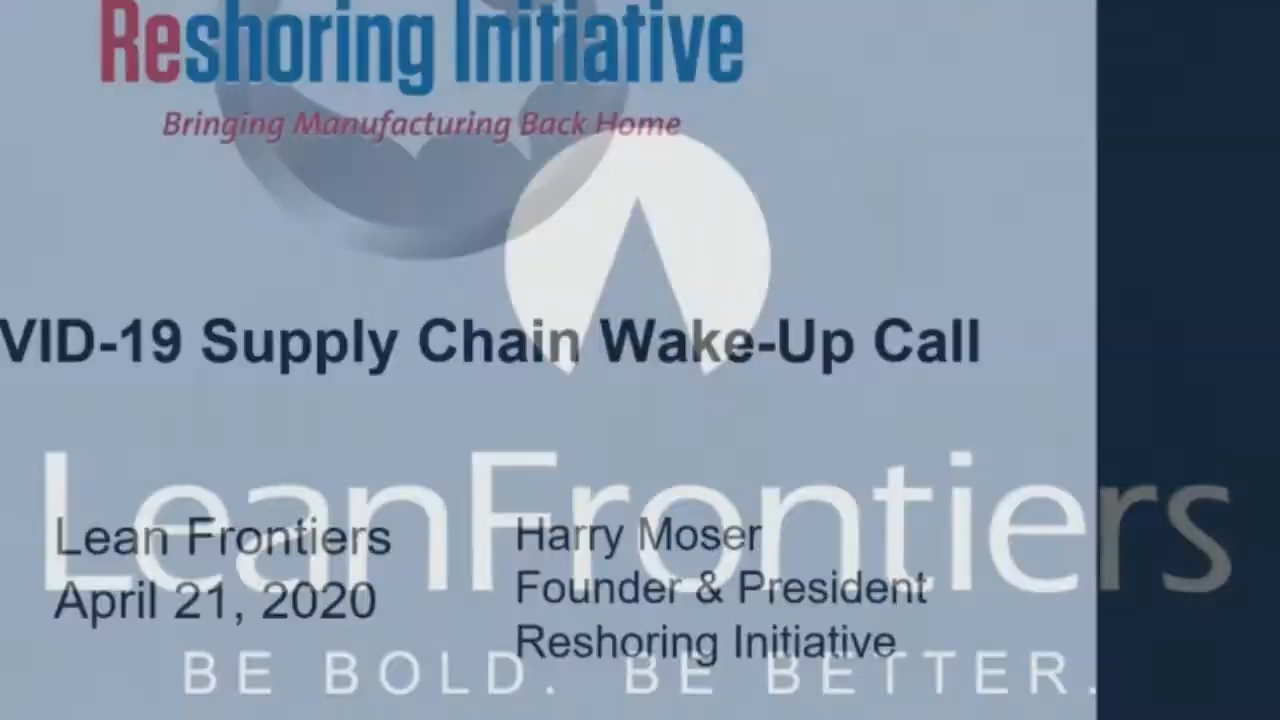 Reshoring Initiative
Bringing Manufacturing Back Home
VID-19 Supply Chain Wake-Up Call
LeanFrontiers
Lean Frontiers
April 21, 2020
Harry Moser
Founder & President
Reshoring Initiative
BE BOLD. BE BETTER.